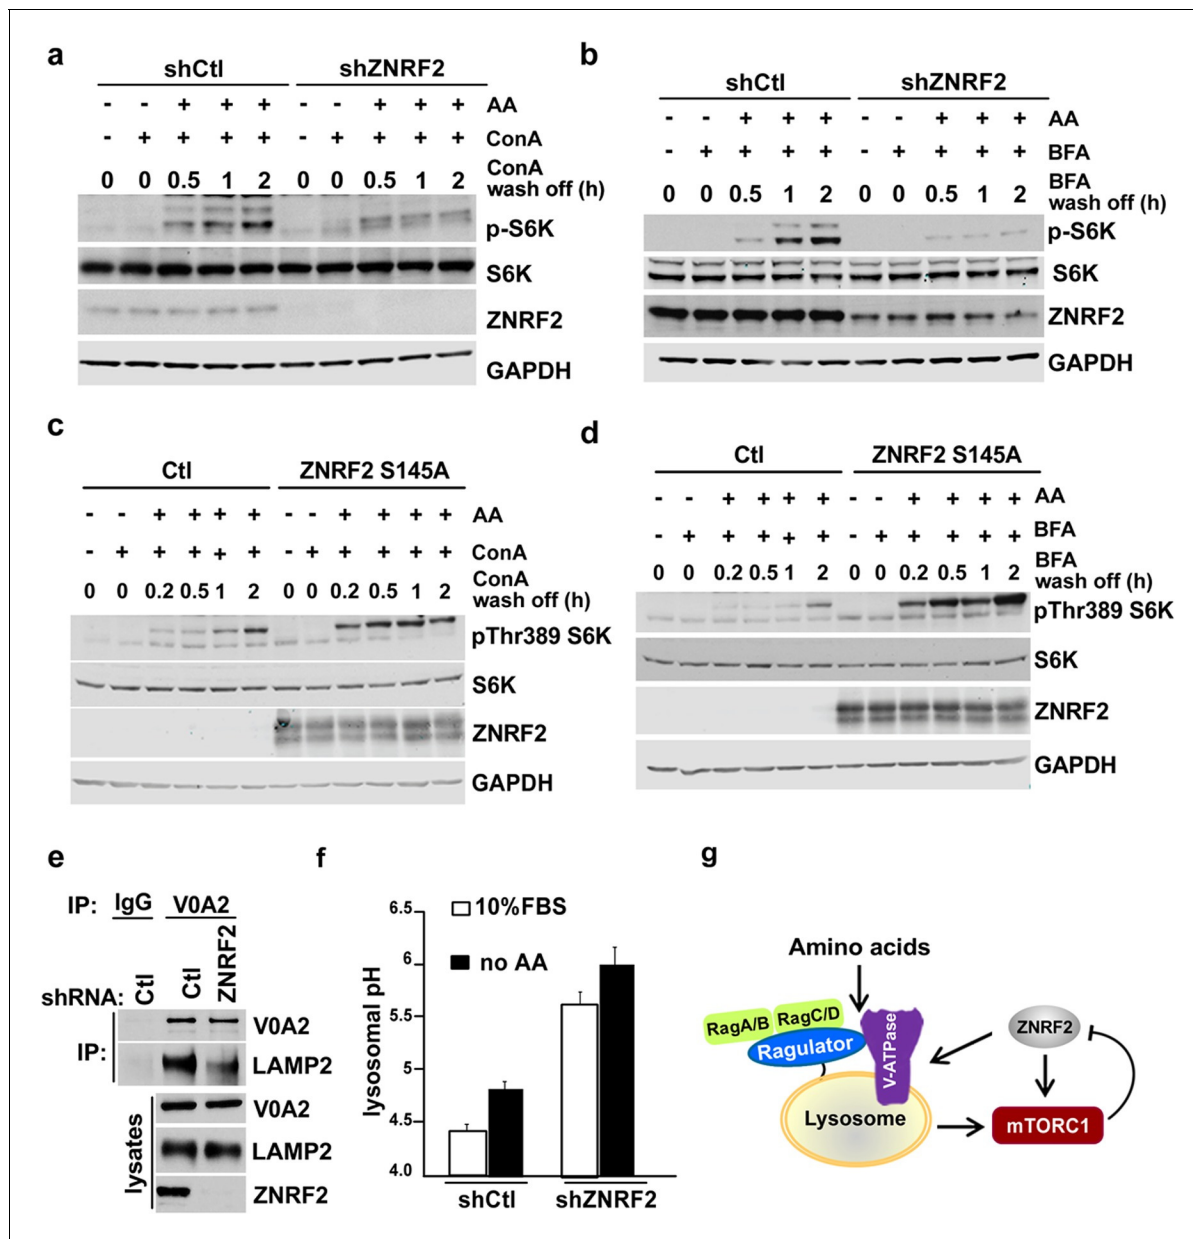 a
shCtl shZNRF2
- - + + + - - + + + AA
- + + + + - + + + + ConA
0 0 0.5 1 2 0 0 0.5 1 2 ConA wash off (h)
p-S6K
S6K
ZNRF2
GAPDH
b
shCtl shZNRF2
- - + + + - - + + + AA
- + + + + - + + + + BFA
0 0 0.5 1 2 0 0 0.5 1 2 BFA wash off (h)
p-S6K
S6K
ZNRF2
GAPDH
c
Ctl ZNRF2 S145A
- - + + + + - - + + + + AA
- + + + + + - + + + + + ConA
0 0 0.2 0.5 1 2 0 0 0.2 0.5 1 2 ConA wash off (h)
pThr389 S6K
S6K
ZNRF2
GAPDH
d
Ctl ZNRF2 S145A
- - + + + + - - + + + + AA
- + + + + + - + + + + + BFA
0 0 0.2 0.5 1 2 0 0 0.2 0.5 1 2 BFA wash off (h)
pThr389 S6K
S6K
ZNRF2
GAPDH
e
IP: IgG V0A2
shRNA: Ctl Ctl ZNRF2
IP:
V0A2
LAMP2
lysates
V0A2
LAMP2
ZNRF2
f
lysosomal pH
6.5
6
5.5
5
4.5
4.0
10%FBS
no AA
shCtl shZNRF2
g
Amino acids
RagA/B RagC/D
Ragulator
V-ATPase
ZNRF2
Lysosome
mTORC1